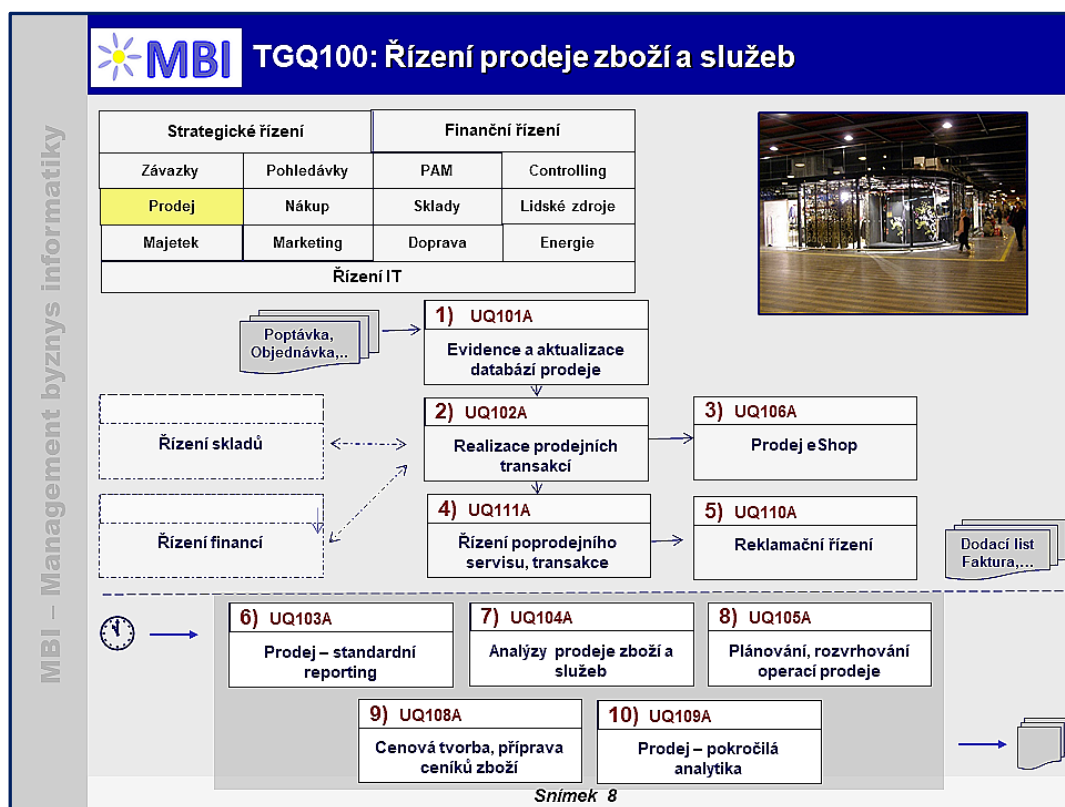 MBI
TGQ100: Řízení prodeje zboží a služeb
MBI – Management byznys informatiky
Strategické řízení
Finanční řízení
Závazky
Pohledávky
PAM
Controlling
Prodej
Nákup
Sklady
Lidské zdroje
Majetek
Marketing
Doprava
Energie
Řízení IT
Poptávka,
Objednávka,..
1) UQ101A
Evidence a aktualizace
databází prodeje
Řízení skladů
2) UQ102A
Realizace prodejních
transakcí
3) UQ106A
Prodej eShop
Řízení financí
4) UQ111A
Řízení poprodejního
servisu, transakce
5) UQ110A
Reklamační řízení
Dodací list
Faktura,...
6) UQ103A
Prodej – standardní
reporting
7) UQ104A
Analýzy prodeje zboží a
služeb
8) UQ105A
Plánování, rozvrhování
operací prodeje
9) UQ108A
Cenová tvorba, příprava
ceníků zboží
10) UQ109A
Prodej – pokročilá
analytika
Snímek 8